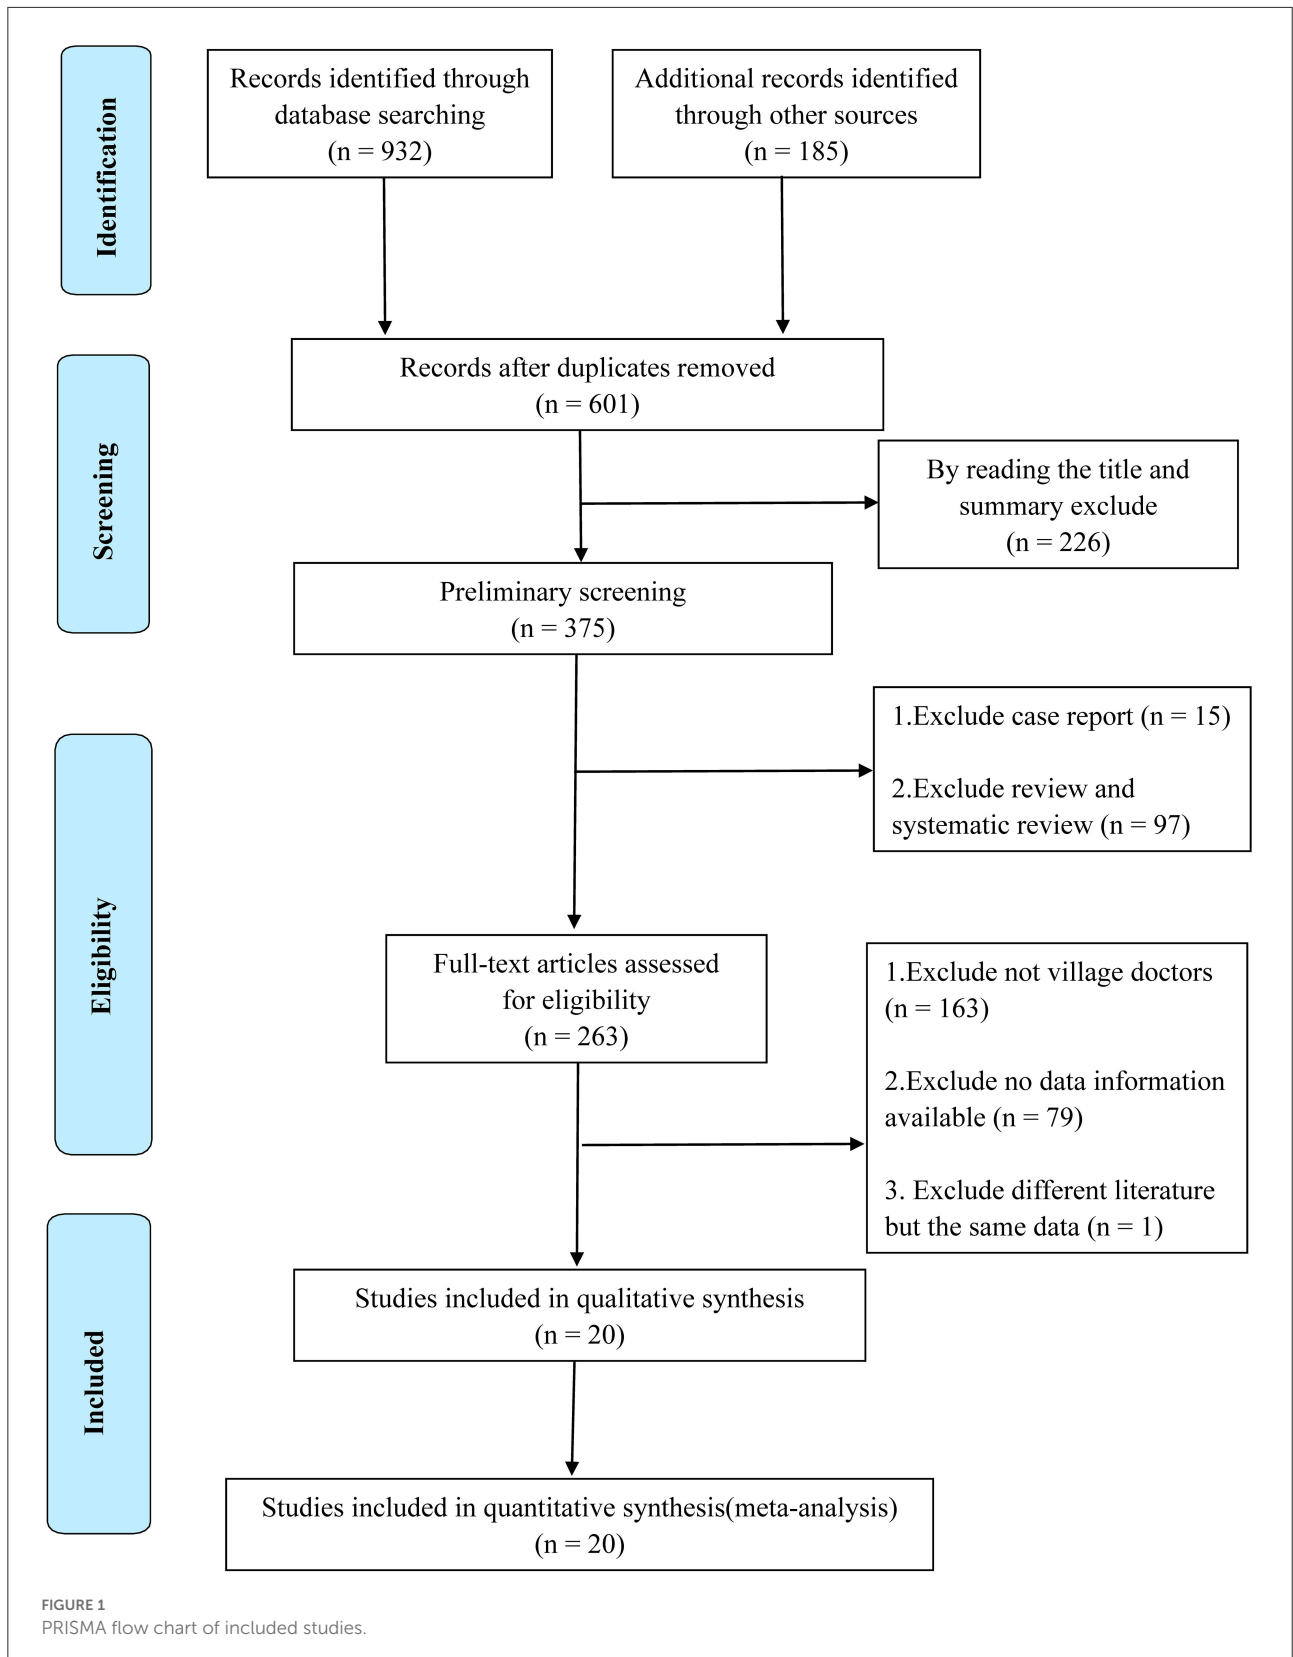 Identification
Records identified through
database searching
(n = 932)
Additional records identified
through other sources
(n = 185)
Screening
Records after duplicates removed
(n = 601)
By reading the title and
summary exclude
(n = 226)
Preliminary screening
(n = 375)
Eligibility
1.Exclude case report (n = 15)
2.Exclude review and
systematic review (n = 97)
Full-text articles assessed
for eligibility
(n = 263)
1.Exclude not village doctors
(n = 163)
2.Exclude no data information
available (n = 79)
3. Exclude different literature
but the same data (n = 1)
Included
Studies included in qualitative synthesis
(n = 20)
Studies included in quantitative synthesis(meta-analysis)
(n = 20)
FIGURE 1
PRISMA flow chart of included studies.